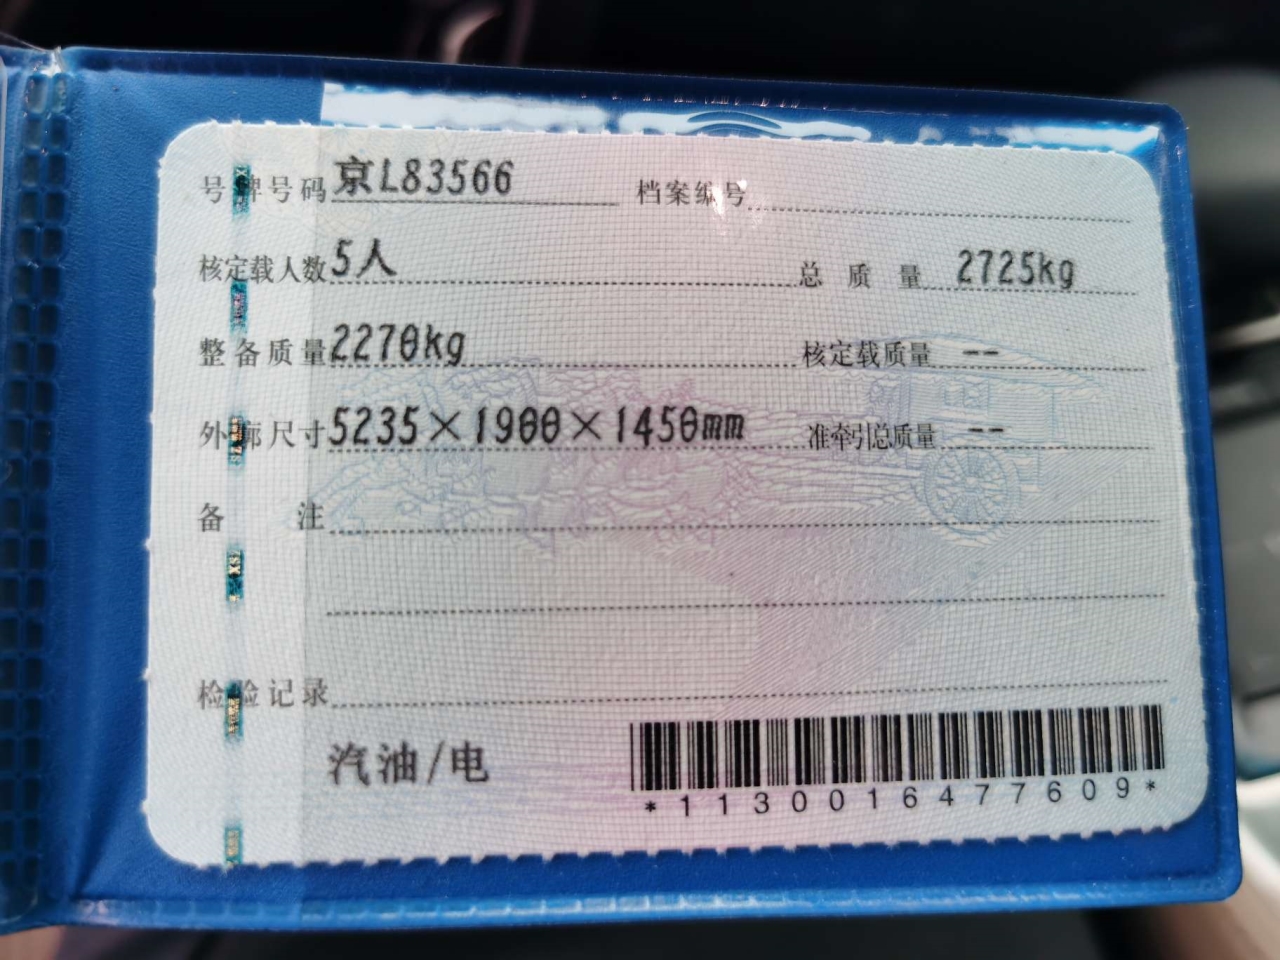 号牌号码 京L83566 档案编号
核定载人数 5人 总质量 2725kg
整备质量 2270kg 核定载质量 --
外廓尺寸 5235×1900×1450mm 准牵引总质量 --
备注
检验记录
汽油/电
*1130016477609*